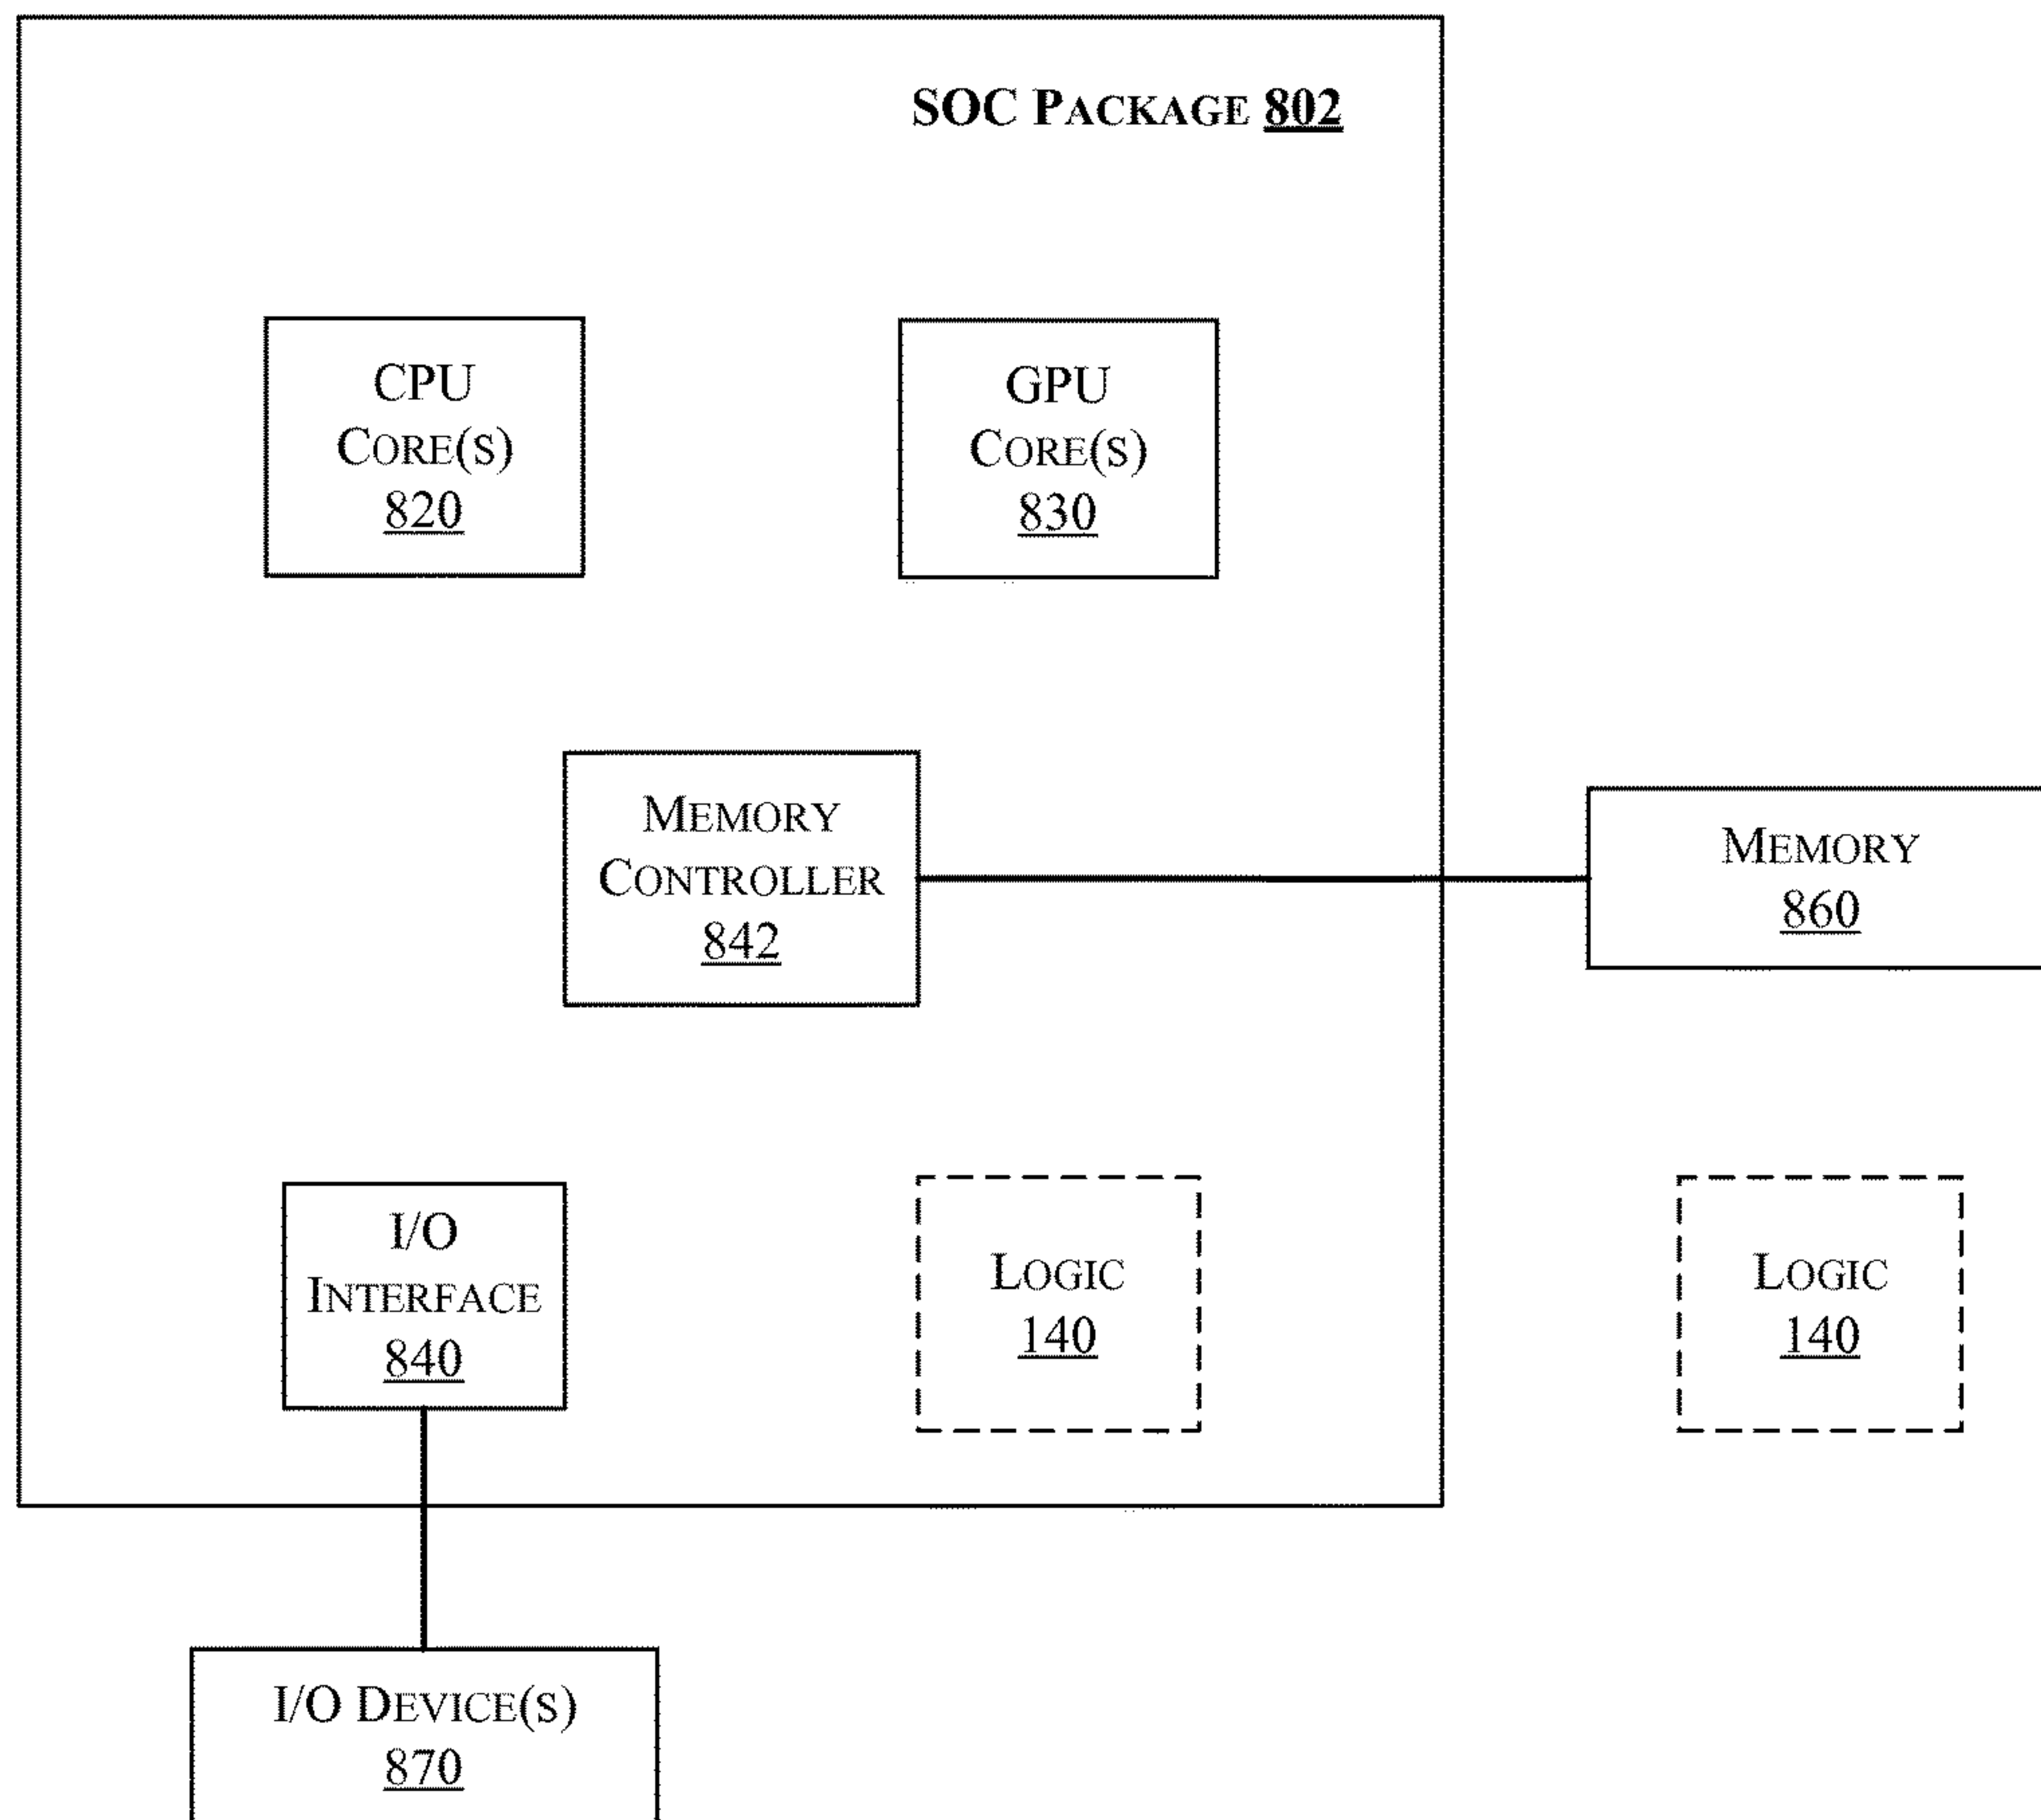 SOC PACKAGE 802
CPU
CORE(S)
820
GPU
CORE(S)
830
MEMORY
CONTROLLER
842
MEMORY
860
I/O
INTERFACE
840
LOGIC
140
LOGIC
140
I/O DEVICE(S)
870